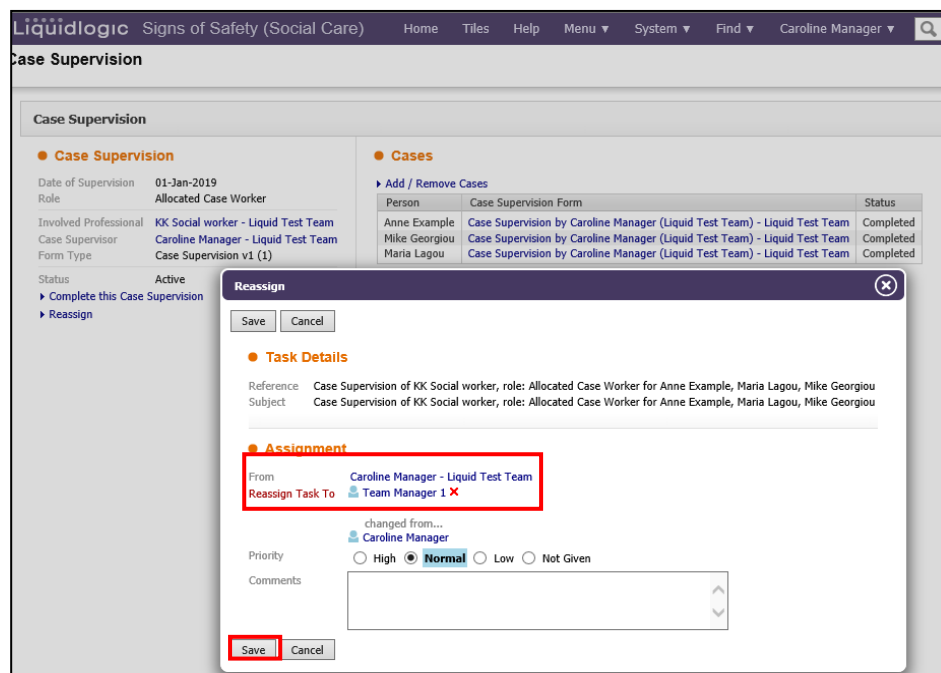 Liquidlogic Signs of Safety (Social Care) Home Tiles Help Menu ▼ System ▼ Find ▼ Caroline Manager ▼
Case Supervision
Case Supervision
Case Supervision
Date of Supervision 01-Jan-2019
Role Allocated Case Worker
Involved Professional KK Social worker - Liquid Test Team
Case Supervisor Caroline Manager - Liquid Test Team
Form Type Case Supervision v1 (1)
Status Active
Complete this Case Supervision
Reassign
Cases
Add / Remove Cases
Person Case Supervision Form Status
Anne Example Case Supervision by Caroline Manager (Liquid Test Team) - Liquid Test Team Completed
Mike Georgiou Case Supervision by Caroline Manager (Liquid Test Team) - Liquid Test Team Completed
Maria Lagou Case Supervision by Caroline Manager (Liquid Test Team) - Liquid Test Team Completed
Reassign
Save Cancel
Task Details
Reference Case Supervision of KK Social worker, role: Allocated Case Worker for Anne Example, Maria Lagou, Mike Georgiou
Subject Case Supervision of KK Social worker, role: Allocated Case Worker for Anne Example, Maria Lagou, Mike Georgiou
Assignment
From Caroline Manager - Liquid Test Team
Reassign Task To Team Manager 1
changed from...
Caroline Manager
Priority High Normal Low Not Given
Comments
Save Cancel